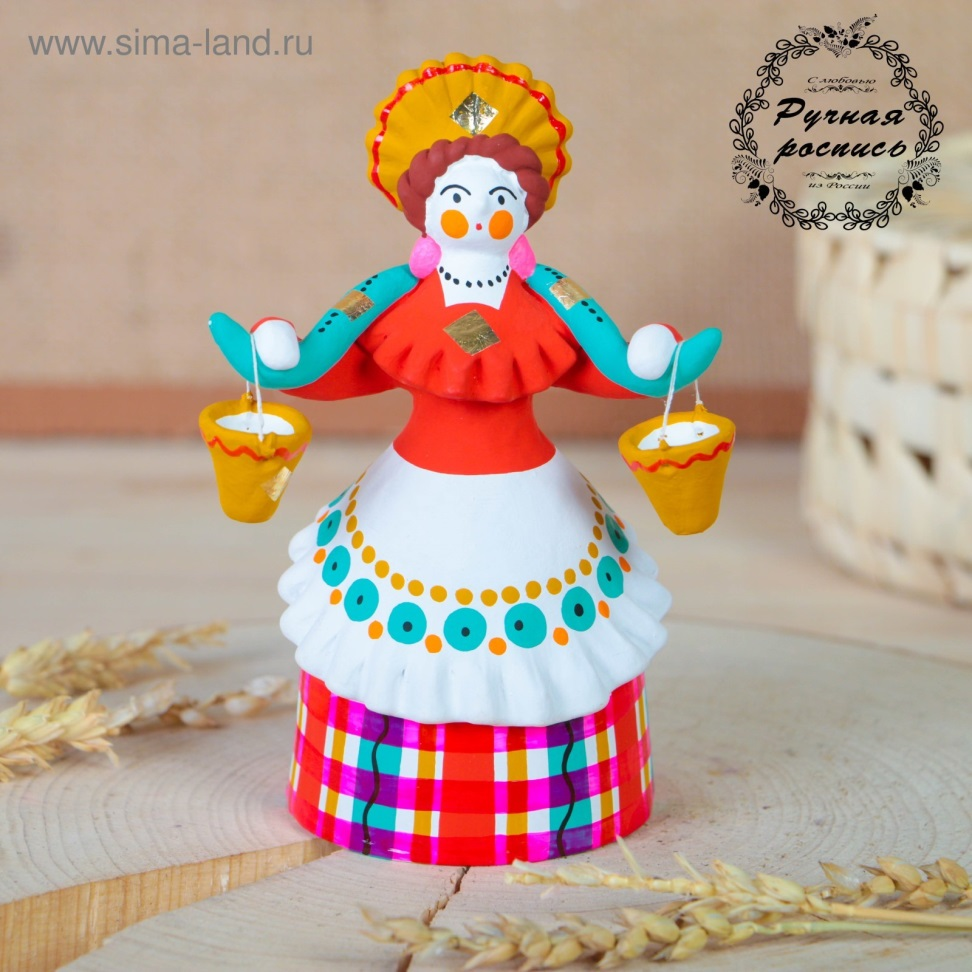 www.sima-land.ru
С любовью
Ручная
роспись
из России